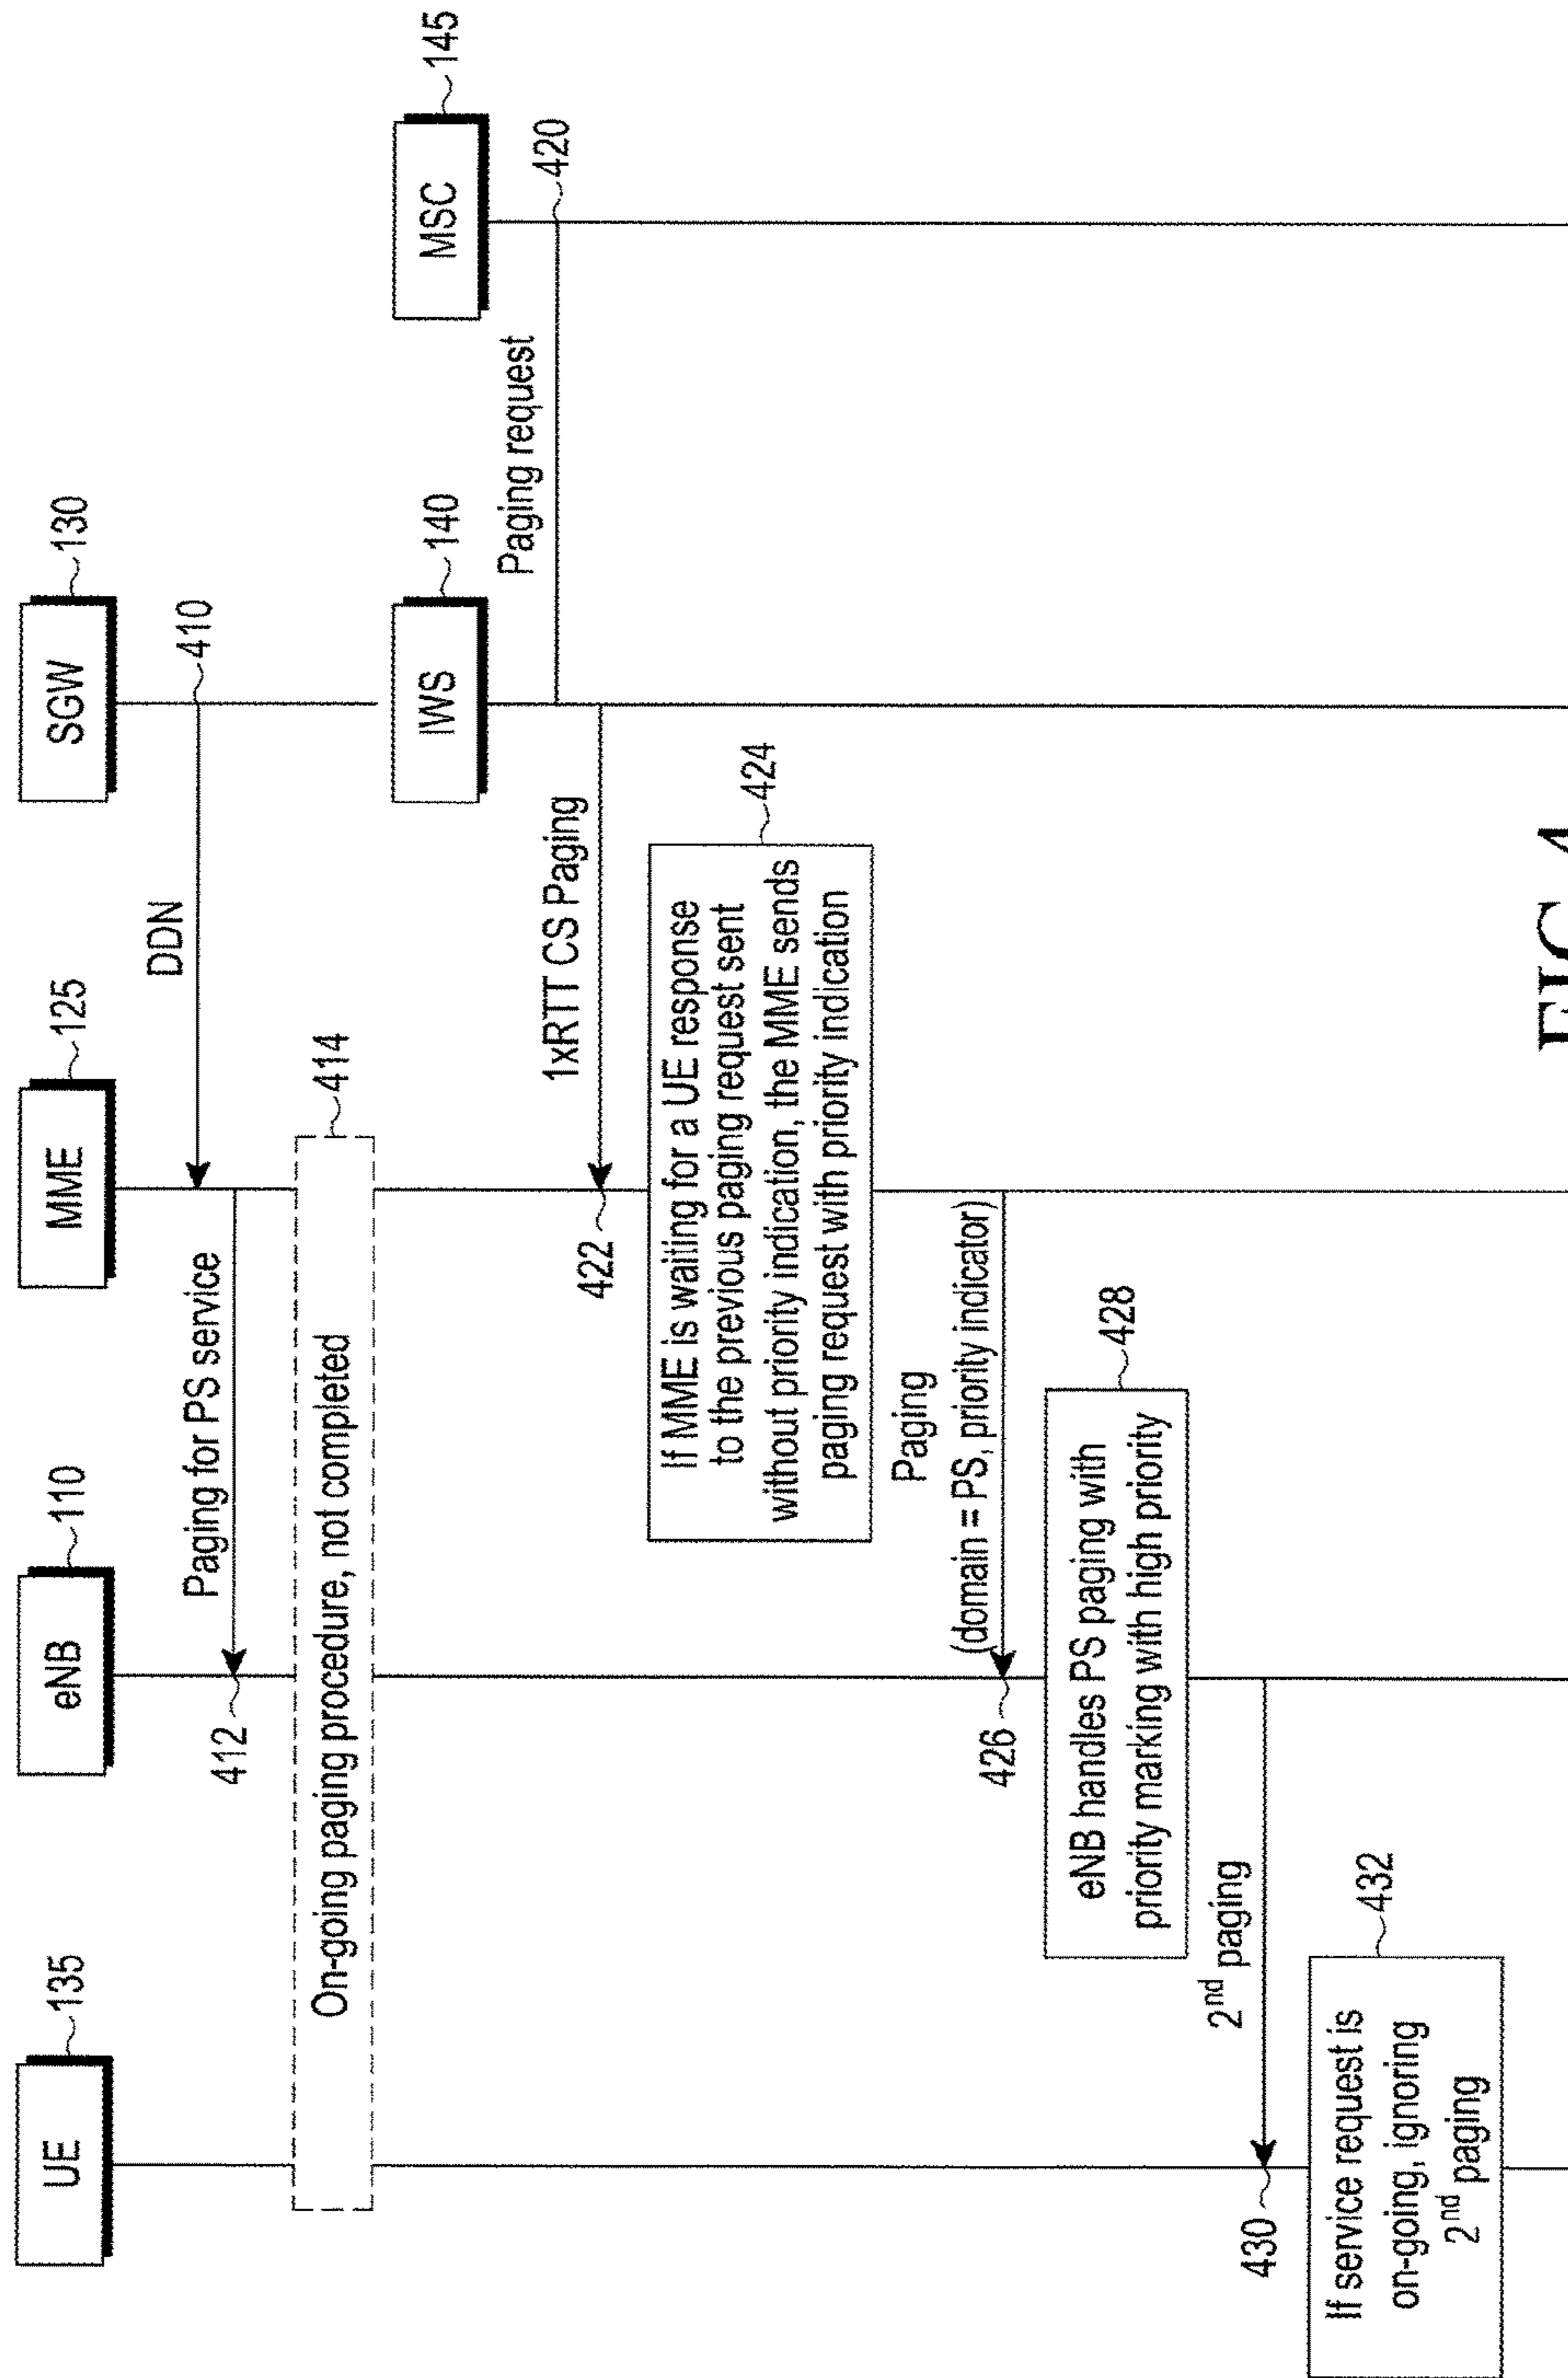 UE
135
eNB
110
MME
125
SGW
130
DDN
410
Paging for PS service
412
On-going paging procedure, not completed
414
IWS
140
MSC
145
Paging request
420
1xRTT CS Paging
422
If MME is waiting for a UE response
to the previous paging request sent
without priority indication, the MME sends
paging request with priority indication
424
Paging
(domain = PS, priority indicator)
426
eNB handles PS paging with
priority marking with high priority
428
2nd paging
430
If service request is
on-going, ignoring
2nd paging
432
FIG.4